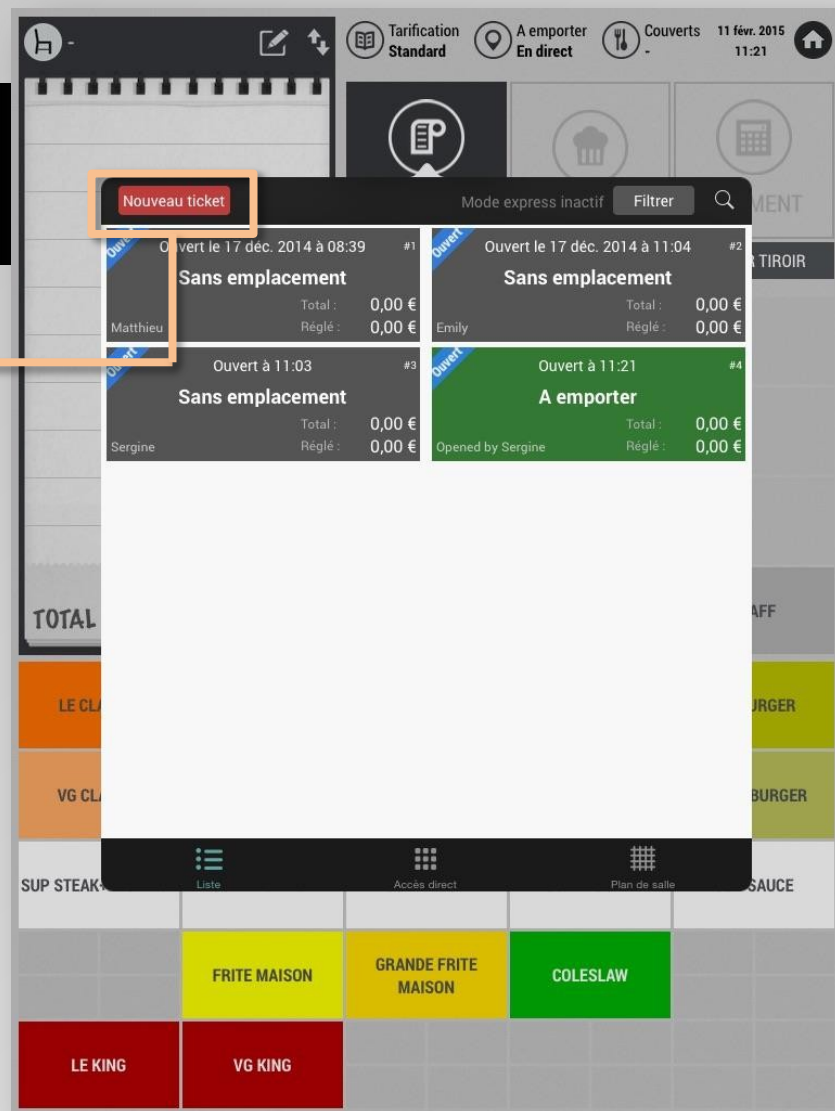 -
Tarification
Standard
A emporter
En direct
Couverts
-
11 févr. 2015
11:21
MENT
R TIROIR
Nouveau ticket
Mode express inactif
Filtrer
Ouvert
Ouvert le 17 déc. 2014 à 08:39
#1
Sans emplacement
Total :
0,00 €
Matthieu
Réglé :
0,00 €
Ouvert
Ouvert le 17 déc. 2014 à 11:04
#2
Sans emplacement
Total :
0,00 €
Emily
Réglé :
0,00 €
Ouvert
Ouvert à 11:03
#3
Sans emplacement
Total :
0,00 €
Sergine
Réglé :
0,00 €
Ouvert
Ouvert à 11:21
#4
A emporter
Total :
0,00 €
Opened by Sergine
Réglé :
0,00 €
TOTAL
AFF
LE CLA
URGER
VG CLA
BURGER
Liste
Accès direct
Plan de salle
SUP STEAK+
SAUCE
FRITE MAISON
GRANDE FRITE
MAISON
COLESLAW
LE KING
VG KING